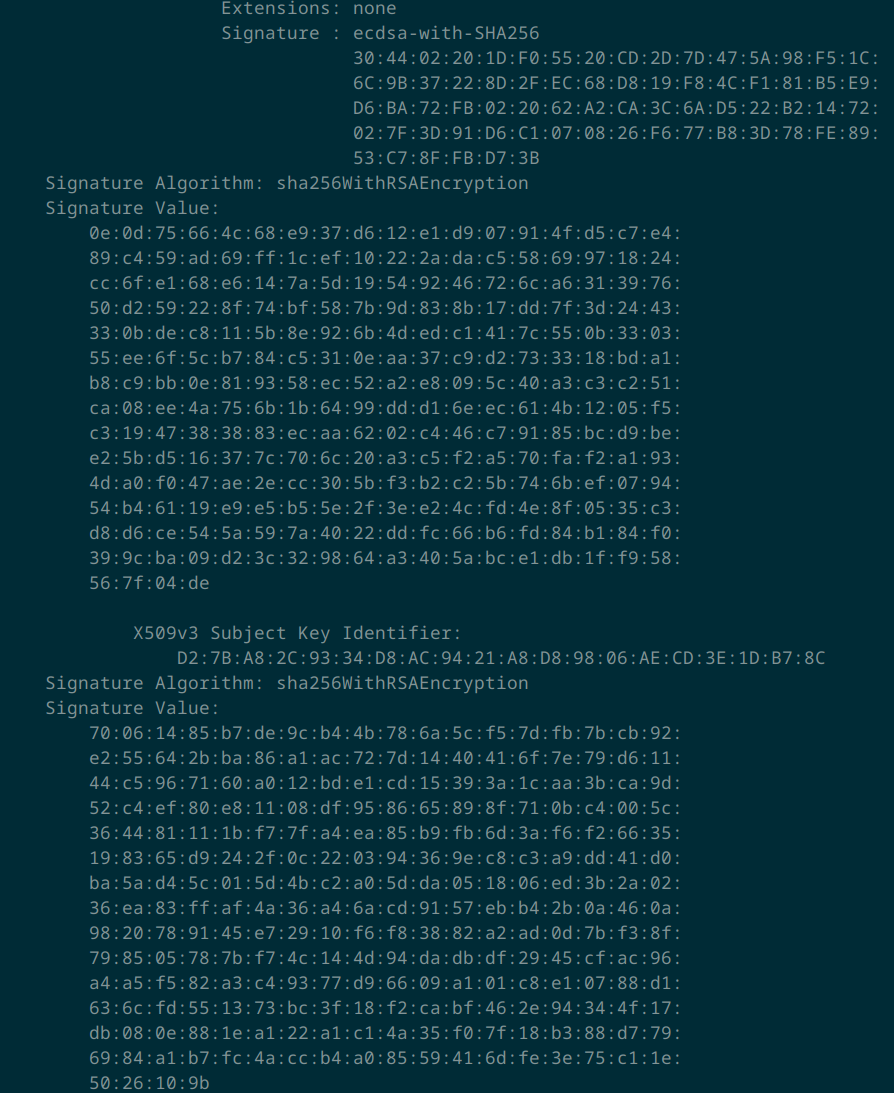 Extensions: none
Signature : ecdsa-with-SHA256
30:44:02:20:1D:F0:55:20:CD:2D:7D:47:5A:98:F5:1C:
6C:9B:37:22:8D:2F:EC:68:D8:19:F8:4C:F1:81:B5:E9:
D6:BA:72:FB:02:20:62:A2:CA:3C:6A:D5:22:B2:14:72:
02:7F:3D:91:D6:C1:07:08:26:F6:77:B8:3D:78:FE:89:
53:C7:8F:FB:D7:3B
Signature Algorithm: sha256WithRSAEncryption
Signature Value:
0e:0d:75:66:4c:68:e9:37:d6:12:e1:d9:07:91:4f:d5:c7:e4:
89:c4:59:ad:69:ff:1c:ef:10:22:2a:da:c5:58:69:97:18:24:
cc:6f:e1:68:e6:14:7a:5d:19:54:92:46:72:6c:a6:31:39:76:
50:d2:59:22:8f:74:bf:58:7b:9d:83:8b:17:dd:7f:3d:24:43:
33:0b:de:c8:11:5b:8e:92:6b:4d:ed:c1:41:7c:55:0b:33:03:
55:ee:6f:5c:b7:84:c5:31:0e:aa:37:c9:d2:73:33:18:bd:a1:
b8:c9:bb:0e:81:93:58:ec:52:a2:e8:09:5c:40:a3:c3:c2:51:
ca:08:ee:4a:75:6b:1b:64:99:dd:d1:6e:ec:61:4b:12:05:f5:
c3:19:47:38:38:83:ec:aa:62:02:c4:46:c7:91:85:bc:d9:be:
e2:5b:d5:16:37:7c:70:6c:20:a3:c5:f2:a5:70:fa:f2:a1:93:
4d:a0:f0:47:ae:2e:cc:30:5b:f3:b2:c2:5b:74:6b:ef:07:94:
54:b4:61:19:e9:e5:b5:5e:2f:3e:e2:4c:fd:4e:8f:05:35:c3:
d8:d6:ce:54:5a:59:7a:40:22:dd:fc:66:b6:fd:84:b1:84:f0:
39:9c:ba:09:d2:3c:32:98:64:a3:40:5a:bc:e1:db:1f:f9:58:
56:7f:04:de
X509v3 Subject Key Identifier:
D2:7B:A8:2C:93:34:D8:AC:94:21:A8:D8:98:06:AE:CD:3E:1D:B7:8C
Signature Algorithm: sha256WithRSAEncryption
Signature Value:
70:06:14:85:b7:de:9c:b4:4b:78:6a:5c:f5:7d:fb:7b:cb:92:
e2:55:64:2b:ba:86:a1:ac:72:7d:14:40:41:6f:7e:79:d6:11:
44:c5:96:71:60:a0:12:bd:e1:cd:15:39:3a:1c:aa:3b:ca:9d:
52:c4:ef:80:e8:11:08:df:95:86:65:89:8f:71:0b:c4:00:5c:
36:44:81:11:1b:f7:7f:a4:ea:85:b9:fb:6d:3a:f6:f2:66:35:
19:83:65:d9:24:2f:0c:22:03:94:36:9e:c8:c3:a9:dd:41:d0:
ba:5a:d4:5c:01:5d:4b:c2:a0:5d:da:05:18:06:ed:3b:2a:02:
36:ea:83:ff:af:4a:36:a4:6a:cd:91:57:eb:b4:2b:0a:46:0a:
98:20:78:91:45:e7:29:10:f6:f8:38:82:a2:ad:0d:7b:f3:8f:
79:85:05:78:7b:f7:4c:14:4d:94:da:db:df:29:45:cf:ac:96:
a4:a5:f5:82:a3:c4:93:77:d9:66:09:a1:01:c8:e1:07:88:d1:
63:6c:fd:55:13:73:bc:3f:18:f2:ca:bf:46:2e:94:34:4f:17:
db:08:0e:88:1e:a1:22:a1:c1:4a:35:f0:7f:18:b3:88:d7:79:
69:84:a1:b7:fc:4a:cc:b4:a0:85:59:41:6d:fe:3e:75:c1:1e:
50:26:10:9b